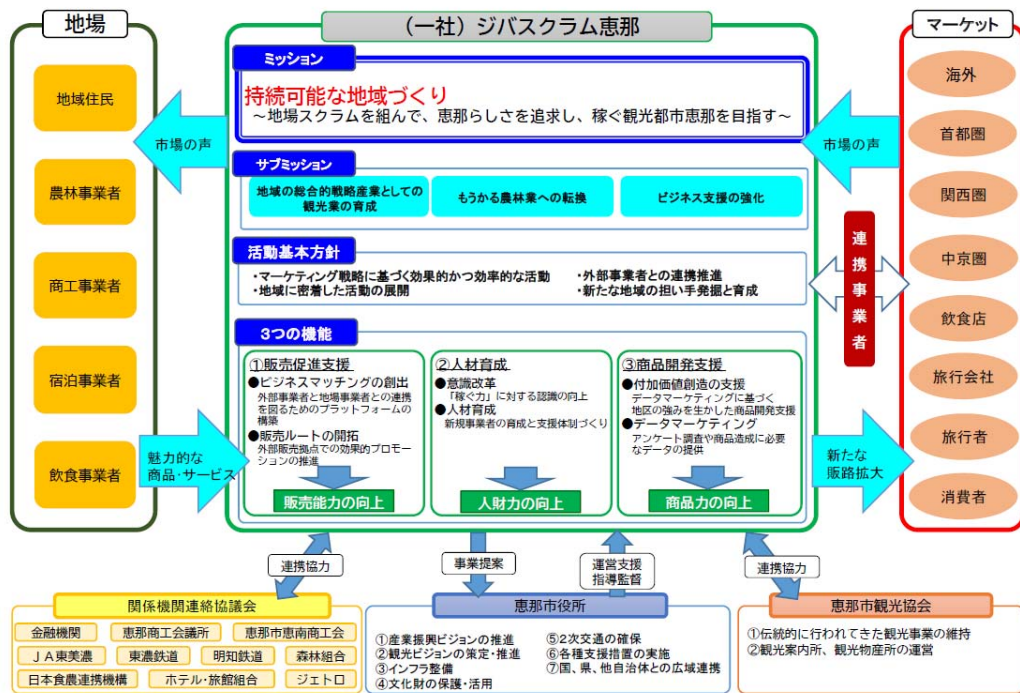 地場
地域住民
農林事業者
商工事業者
宿泊事業者
飲食事業者
市場の声
魅力的な
商品・サービス
（一社）ジバスクラム恵那
ミッション
持続可能な地域づくり
～地場スクラムを組んで、恵那らしさを追求し、稼ぐ観光都市恵那を目指す～
サブミッション
地域の総合的戦略産業としての
観光業の育成
もうかる農林業への転換
ビジネス支援の強化
活動基本方針
・マーケティング戦略に基づく効果的かつ効率的な活動
・地域に密着した活動の展開
・外部事業者との連携推進
・新たな地域の担い手発掘と育成
３つの機能
①販売促進支援
●ビジネスマッチングの創出
外部事業者と地場事業者との連携
を図るためのプラットフォームの
構築
●販売ルートの開拓
外部販売拠点での効果的プロモー
ションの推進
販売能力の向上
②人材育成
●意識改革
「稼ぐ力」に対する認識の向上
●人材育成
新規事業者の育成と支援体制づくり
人財力の向上
③商品開発支援
●付加価値創造の支援
データマーケティングに基づく
地区の強みを生かした商品開発支援
●データマーケティング
アンケート調査や商品造成に必要
なデータの提供
商品力の向上
市場の声
連携事業者
新たな
販路拡大
マーケット
海外
首都圏
関西圏
中京圏
飲食店
旅行会社
旅行者
消費者
連携協力
事業提案
運営支援
指導監督
連携協力
関係機関連絡協議会
金融機関
恵那商工会議所
恵那市恵南商工会
ＪＡ東美濃
東濃鉄道
明知鉄道
森林組合
日本食農連携機構
ホテル・旅館組合
ジェトロ
恵那市役所
①産業振興ビジョンの推進
②観光ビジョンの策定・推進
③インフラ整備
④文化財の保護・活用
⑤２次交通の確保
⑥各種支援措置の実施
⑦国、県、他自治体との広域連携
恵那市観光協会
①伝統的に行われてきた観光事業の維持
②観光案内所、観光物産所の運営